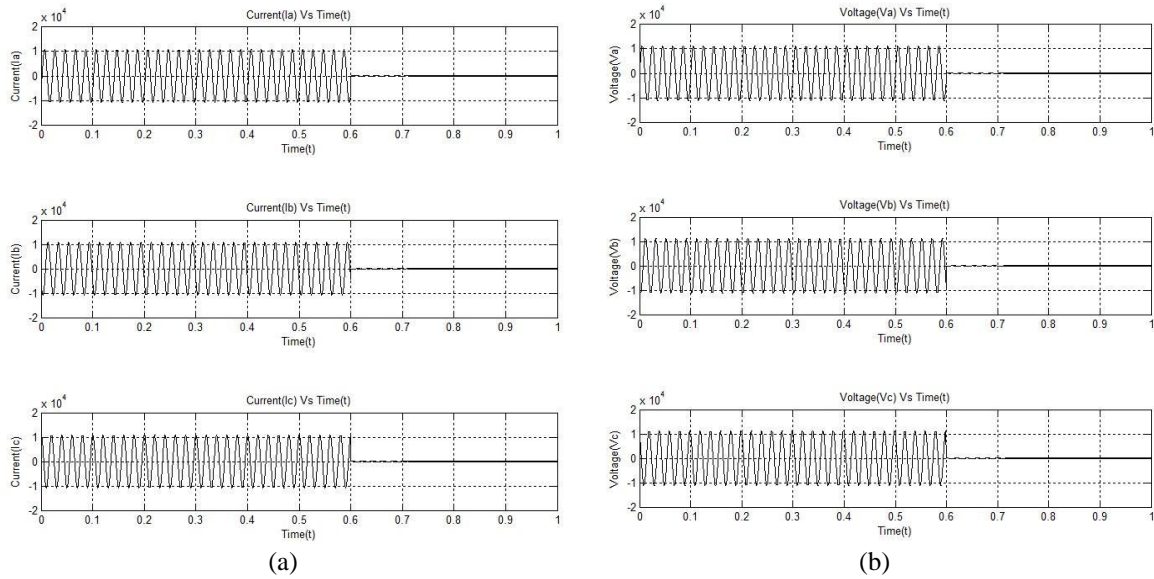 x 10^4
Current(Ia) Vs Time(t)
Current(Ia)
2
1
0
-1
-2
0 0.1 0.2 0.3 0.4 0.5 0.6 0.7 0.8 0.9 1
Time(t)
x 10^4
Current(Ib) Vs Time(t)
Current(Ib)
2
1
0
-1
-2
0 0.1 0.2 0.3 0.4 0.5 0.6 0.7 0.8 0.9 1
Time(t)
x 10^4
Current(Ic) Vs Time(t)
Current(Ic)
2
1
0
-1
-2
0 0.1 0.2 0.3 0.4 0.5 0.6 0.7 0.8 0.9 1
Time(t)
(a)
x 10^4
Voltage(Va) Vs Time(t)
Voltage(Va)
2
1
0
-1
-2
0 0.1 0.2 0.3 0.4 0.5 0.6 0.7 0.8 0.9 1
Time(t)
x 10^4
Voltage(Vb) Vs Time(t)
Voltage(Vb)
2
1
0
-1
-2
0 0.1 0.2 0.3 0.4 0.5 0.6 0.7 0.8 0.9 1
Time(t)
x 10^4
Voltage(Vc) Vs Time(t)
Voltage(Vc)
2
1
0
-1
-2
0 0.1 0.2 0.3 0.4 0.5 0.6 0.7 0.8 0.9 1
Time(t)
(b)